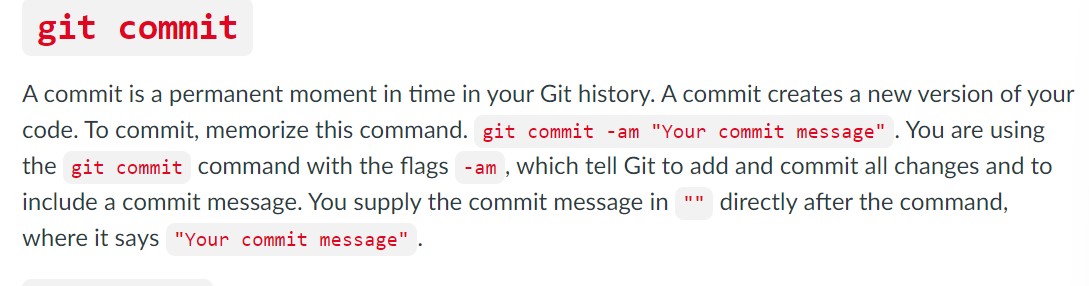 git commit
A commit is a permanent moment in time in your Git history. A commit creates a new version of your
code. To commit, memorize this command. git commit -am "Your commit message" . You are using
the git commit command with the flags -am , which tell Git to add and commit all changes and to
include a commit message. You supply the commit message in "" directly after the command,
where it says "Your commit message" .